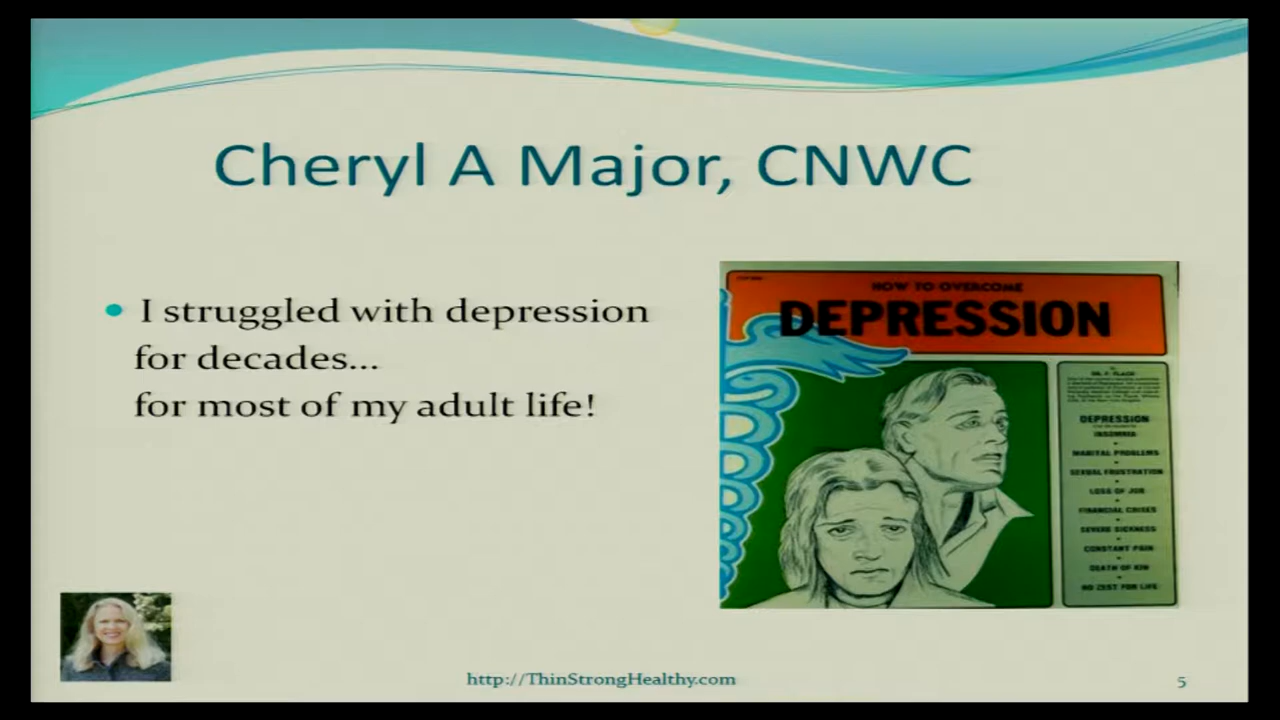 Cheryl A Major, CNWC
• I struggled with depression
for decades...
for most of my adult life!
HOW TO OVERCOME
DEPRESSION
DEPRESSION
INSOMNIA
MARITAL PROBLEMS
SEXUAL FRUSTRATION
LOSS OF JOB
FINANCIAL CRISES
SEVERE SICKNESS
CONSTANT PAIN
DEATH OF KIN
NO ZEST FOR LIFE
http://ThinStrongHealthy.com
5